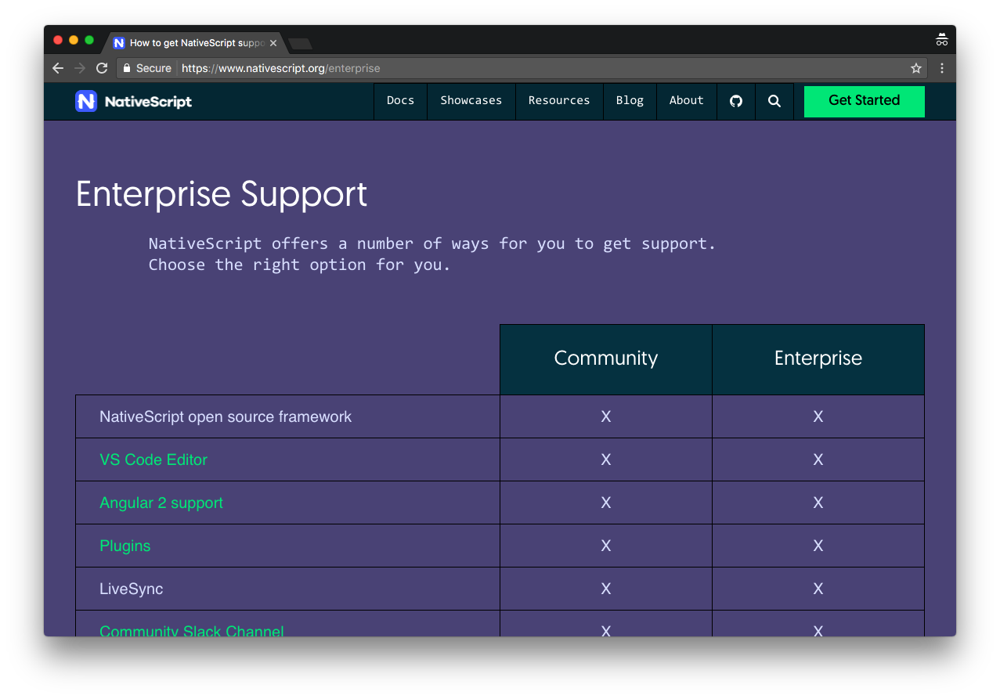 How to get NativeScript suppo
Secure https://www.nativescript.org/enterprise
NativeScript Docs Showcases Resources Blog About Get Started
Enterprise Support
NativeScript offers a number of ways for you to get support.
Choose the right option for you.
Community Enterprise
NativeScript open source framework X X
VS Code Editor X X
Angular 2 support X X
Plugins X X
LiveSync X X
Community Slack Channel X X